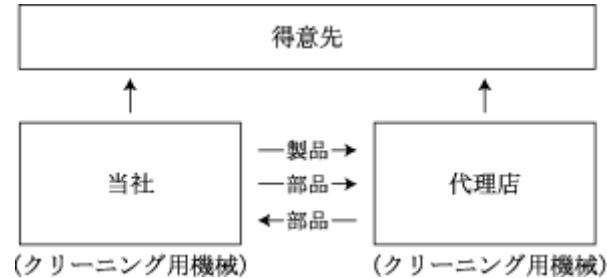 得意先
当社
製品
部品
部品
代理店
(クリーニング用機械)
(クリーニング用機械)